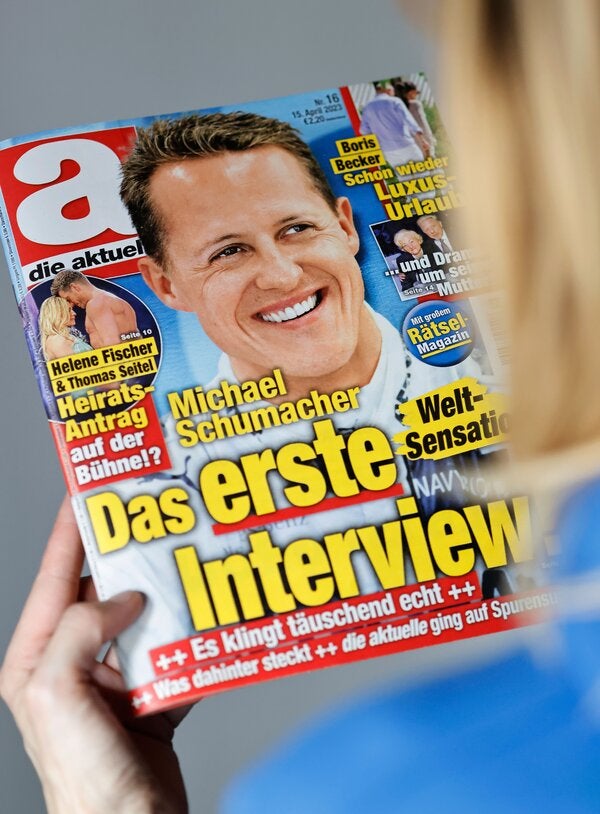 Nr. 16
15. April 2023
€ 2,20
a
die aktuel
Boris
Becker
Schon wieder
Luxus-
Urlaub
...und Dram
um sei
Mutt
Seite 14
Mit großem
Rätsel-
Magazin
Seite 10
Helene Fischer
& Thomas Seitel
Heirats-
Antrag
auf der
Bühne!?
Michael
Schumacher
Welt-
Sensatio
Das erste
Interview
NAV
++ Es klingt täuschend echt ++
++ Was dahinter steckt ++ die aktuelle ging auf Spurensu